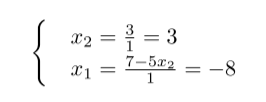 x₂ = 3/1 = 3
x₁ = (7−5x₂)/1 = −8